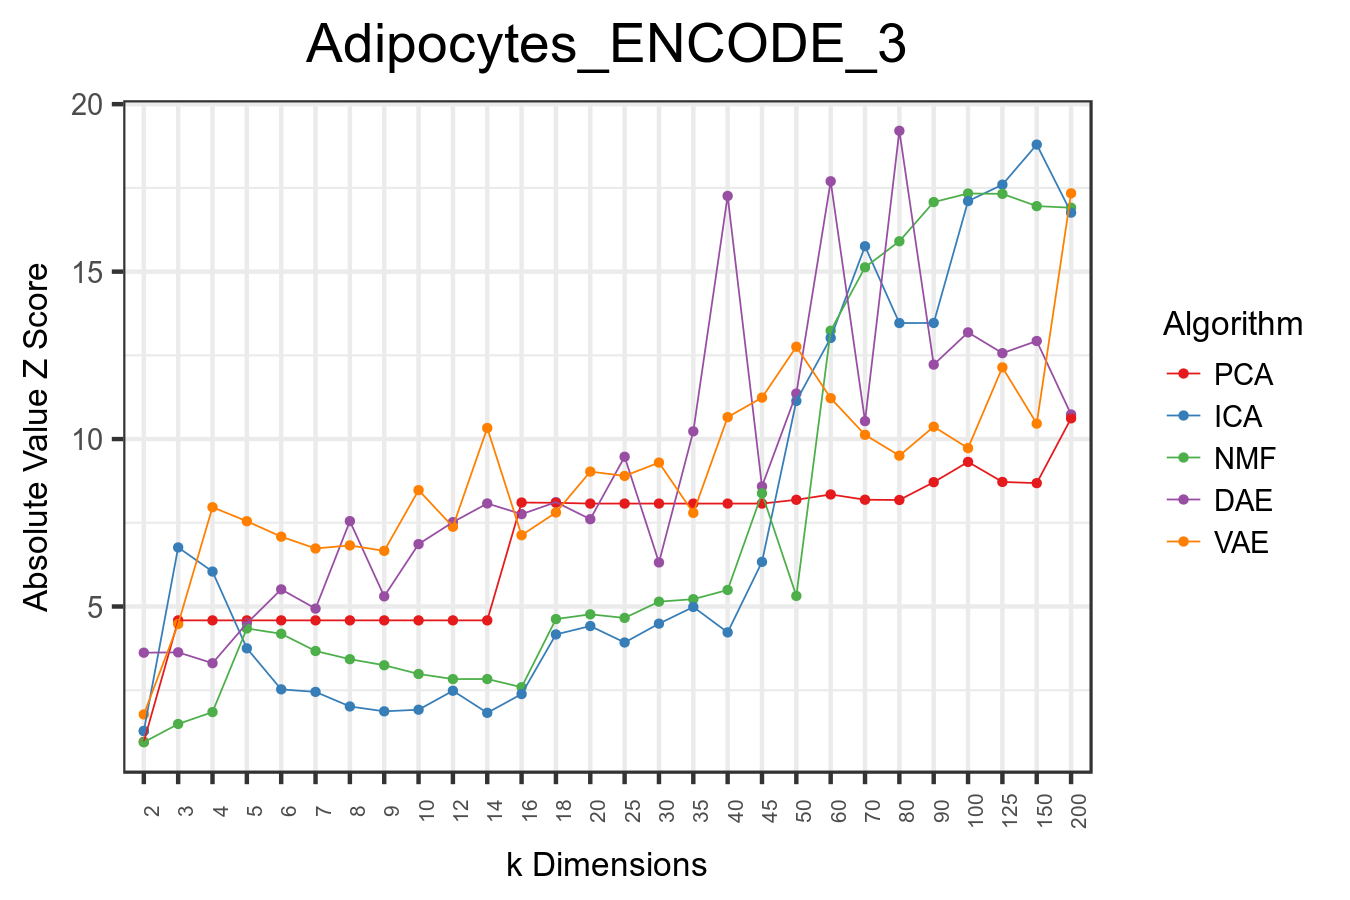 Adipocytes_ENCODE_3
20
15
10
5
Absolute Value Z Score
2 3 4 5 6 7 8 9 10 12 14 16 18 20 25 30 35 40 45 50 60 70 80 90 100 125 150 200
k Dimensions
Algorithm
PCA
ICA
NMF
DAE
VAE